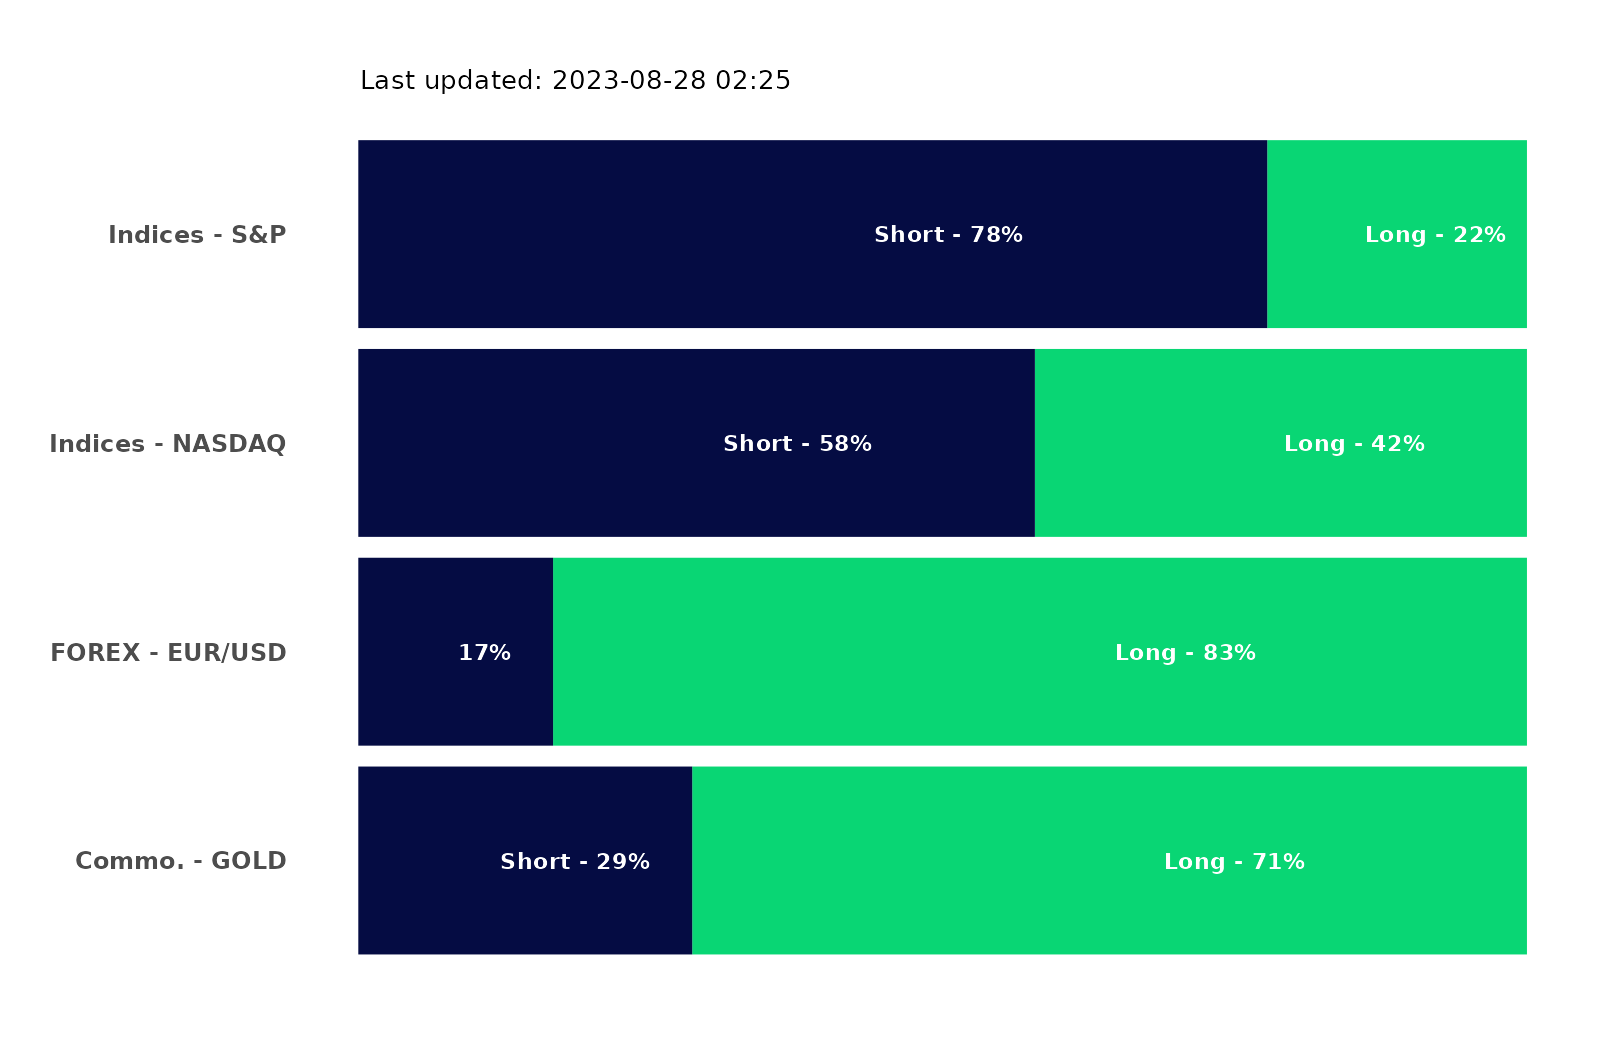 Last updated: 2023-08-28 02:25
Indices - S&P Short - 78% Long - 22%
Indices - NASDAQ Short - 58% Long - 42%
FOREX - EUR/USD 17% Long - 83%
Commo. - GOLD Short - 29% Long - 71%